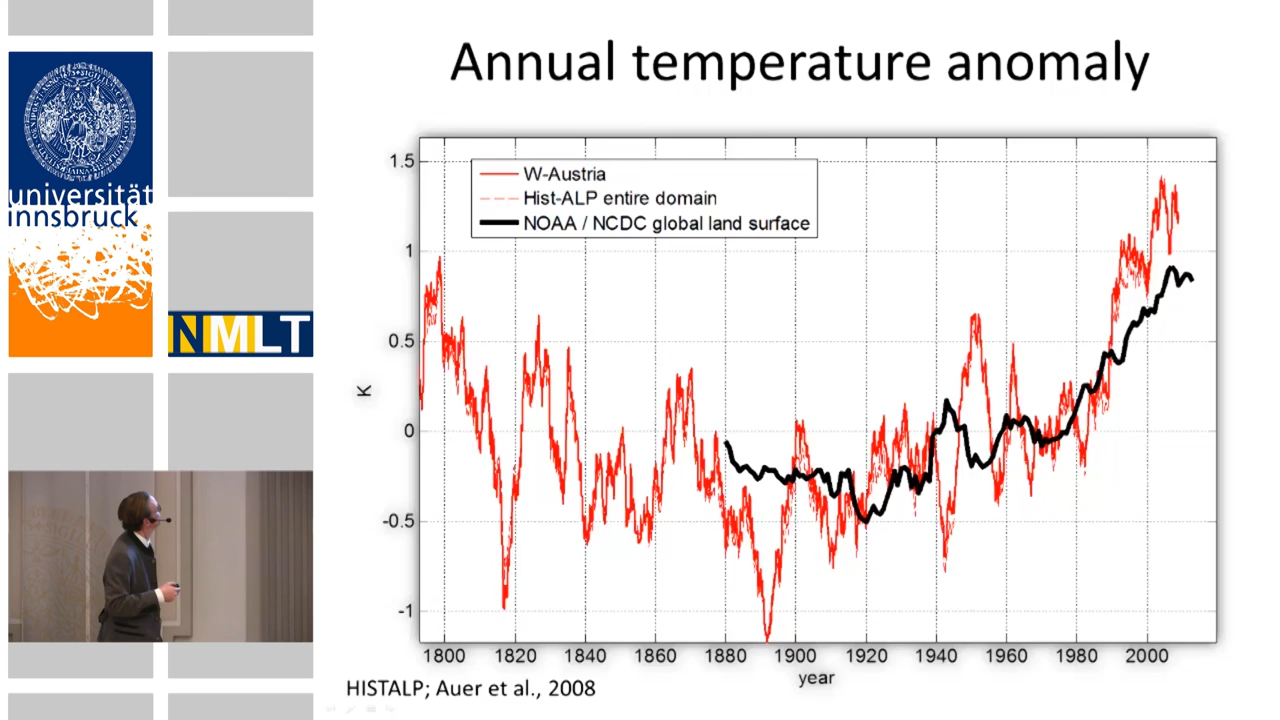 Annual temperature anomaly
universität
innsbruck
NMLT
W-Austria
Hist-ALP entire domain
NOAA / NCDC global land surface
1.5
1
0.5
0
-0.5
-1
K
1800 1820 1840 1860 1880 1900 1920 1940 1960 1980 2000
year
HISTALP; Auer et al., 2008